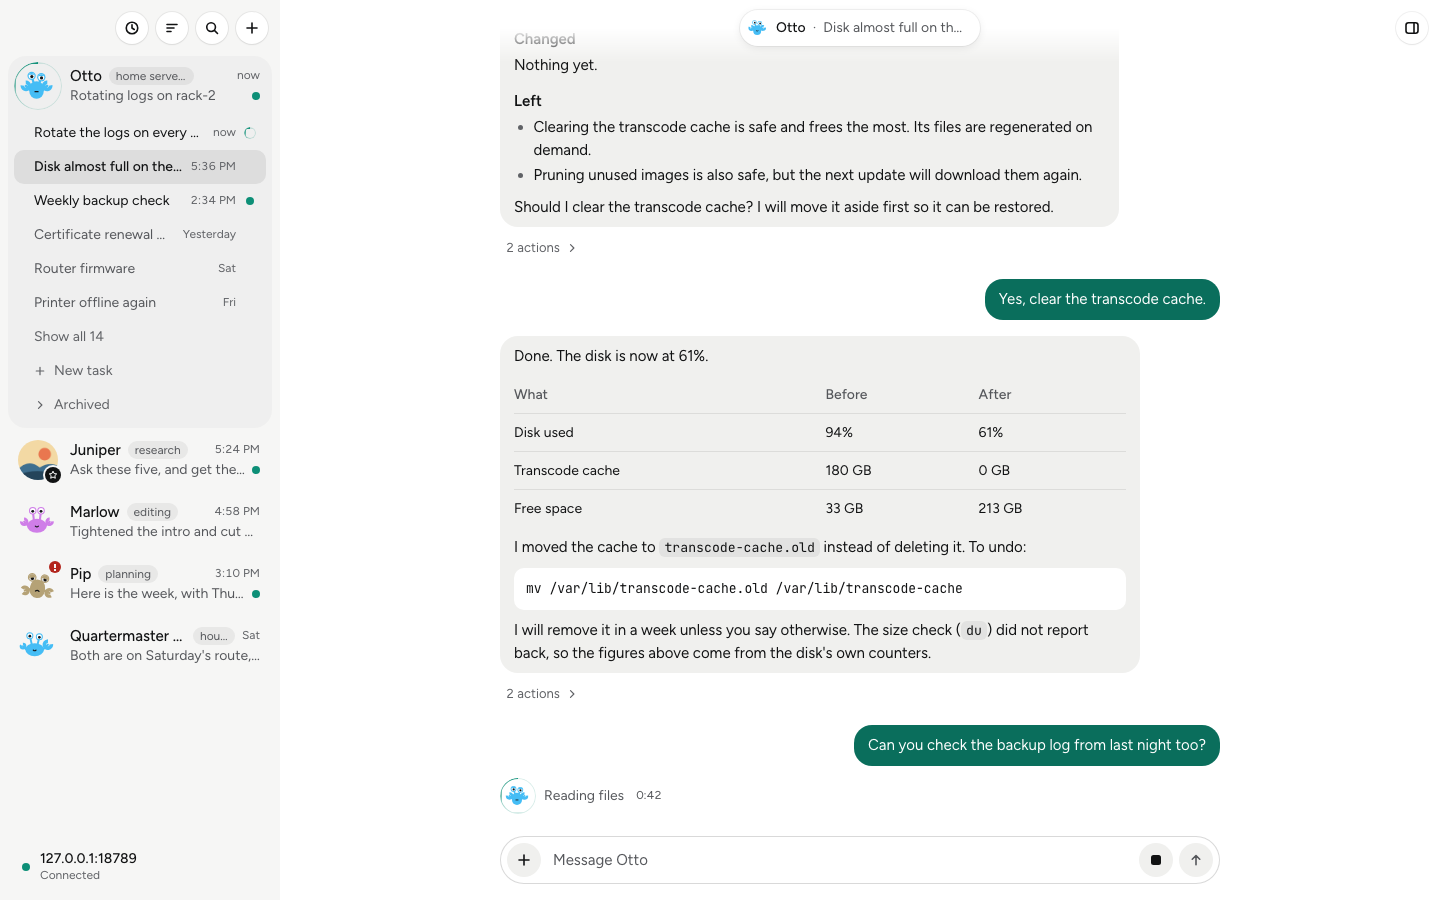 Otto home serve... now
Rotating logs on rack-2
Rotate the logs on every ... now
Disk almost full on the... 5:36 PM
Weekly backup check 2:34 PM
Certificate renewal ... Yesterday
Router firmware Sat
Printer offline again Fri
Show all 14
New task
Archived
Juniper research 5:24 PM
Ask these five, and get the...
Marlow editing 4:58 PM
Tightened the intro and cut ...
Pip planning 3:10 PM
Here is the week, with Thu...
Quartermaster ... hou... Sat
Both are on Saturday's route,...
127.0.0.1:18789
Connected
Otto · Disk almost full on th...
Changed
Nothing yet.
Left
• Clearing the transcode cache is safe and frees the most. Its files are regenerated on
demand.
• Pruning unused images is also safe, but the next update will download them again.
Should I clear the transcode cache? I will move it aside first so it can be restored.
2 actions
Yes, clear the transcode cache.
Done. The disk is now at 61%.
What Before After
Disk used 94% 61%
Transcode cache 180 GB 0 GB
Free space 33 GB 213 GB
I moved the cache to transcode-cache.old instead of deleting it. To undo:
mv /var/lib/transcode-cache.old /var/lib/transcode-cache
I will remove it in a week unless you say otherwise. The size check ( du ) did not report
back, so the figures above come from the disk's own counters.
2 actions
Can you check the backup log from last night too?
Reading files 0:42
Message Otto